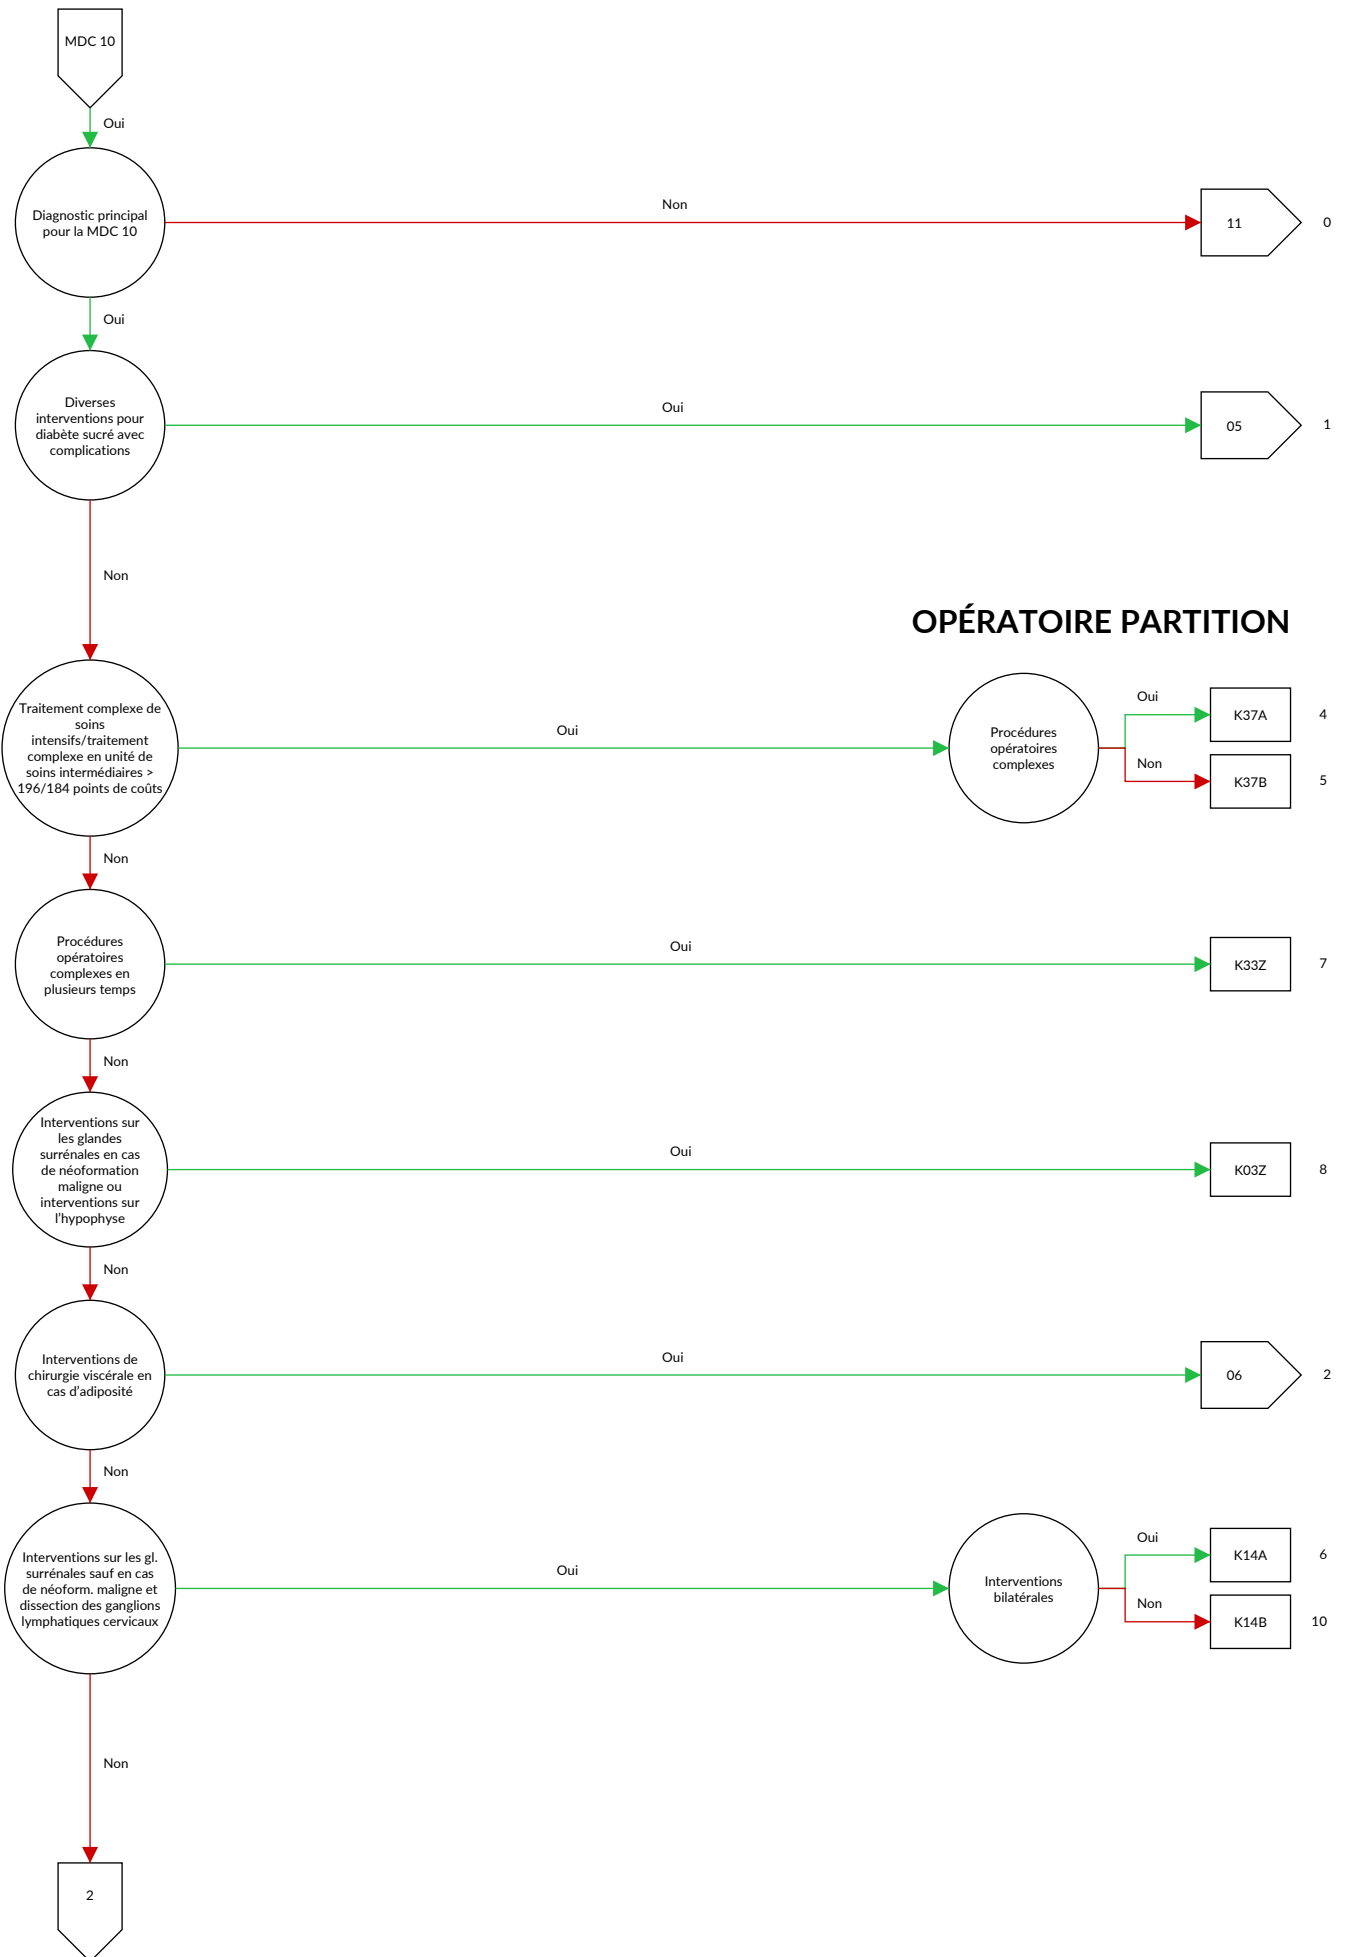 MDC 10
Oui
Diagnostic principal
pour la MDC 10
Non
11
0
Oui
Diverses
interventions pour
diabète sucré avec
complications
Oui
05
1
Non
OPÉRATOIRE PARTITION
Traitement complexe de
soins
intensifs/traitement
complexe en unité de
soins intermédiaires >
196/184 points de coûts
Oui
Procédures
opératoires
complexes
Oui
K37A
4
Non
K37B
5
Non
Procédures
opératoires
complexes en
plusieurs temps
Oui
K33Z
7
Non
Interventions sur
les glandes
surrénales en cas
de néoformation
maligne ou
interventions sur
l'hypophyse
Oui
K03Z
8
Non
Interventions de
chirurgie viscérale en
cas d'adiposité
Oui
06
2
Non
Interventions sur les gl.
surrénales sauf en cas
de néoform. maligne et
dissection des ganglions
lymphatiques cervicaux
Oui
Interventions
bilatérales
Oui
K14A
6
Non
K14B
10
Non
2